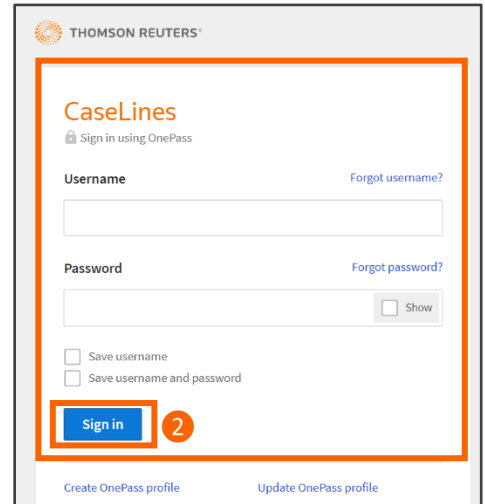 THOMSON REUTERS®
CaseLines
Sign in using OnePass
Username Forgot username?
Password Forgot password?
Show
Save username
Save username and password
Sign in 2
Create OnePass profile Update OnePass profile